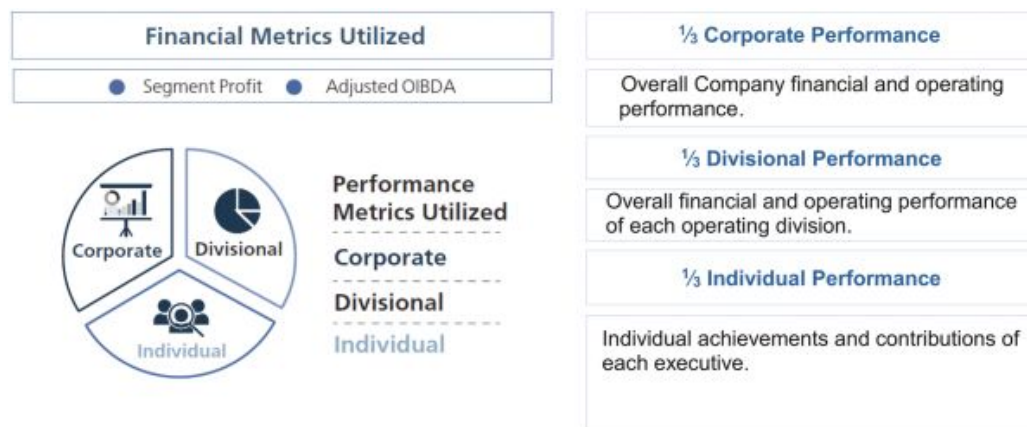 Financial Metrics Utilized
Segment Profit
Adjusted OIBDA
Corporate
Divisional
Individual
Performance
Metrics Utilized
Corporate
Divisional
Individual
⅓ Corporate Performance
Overall Company financial and operating
performance.
⅓ Divisional Performance
Overall financial and operating performance
of each operating division.
⅓ Individual Performance
Individual achievements and contributions of
each executive.